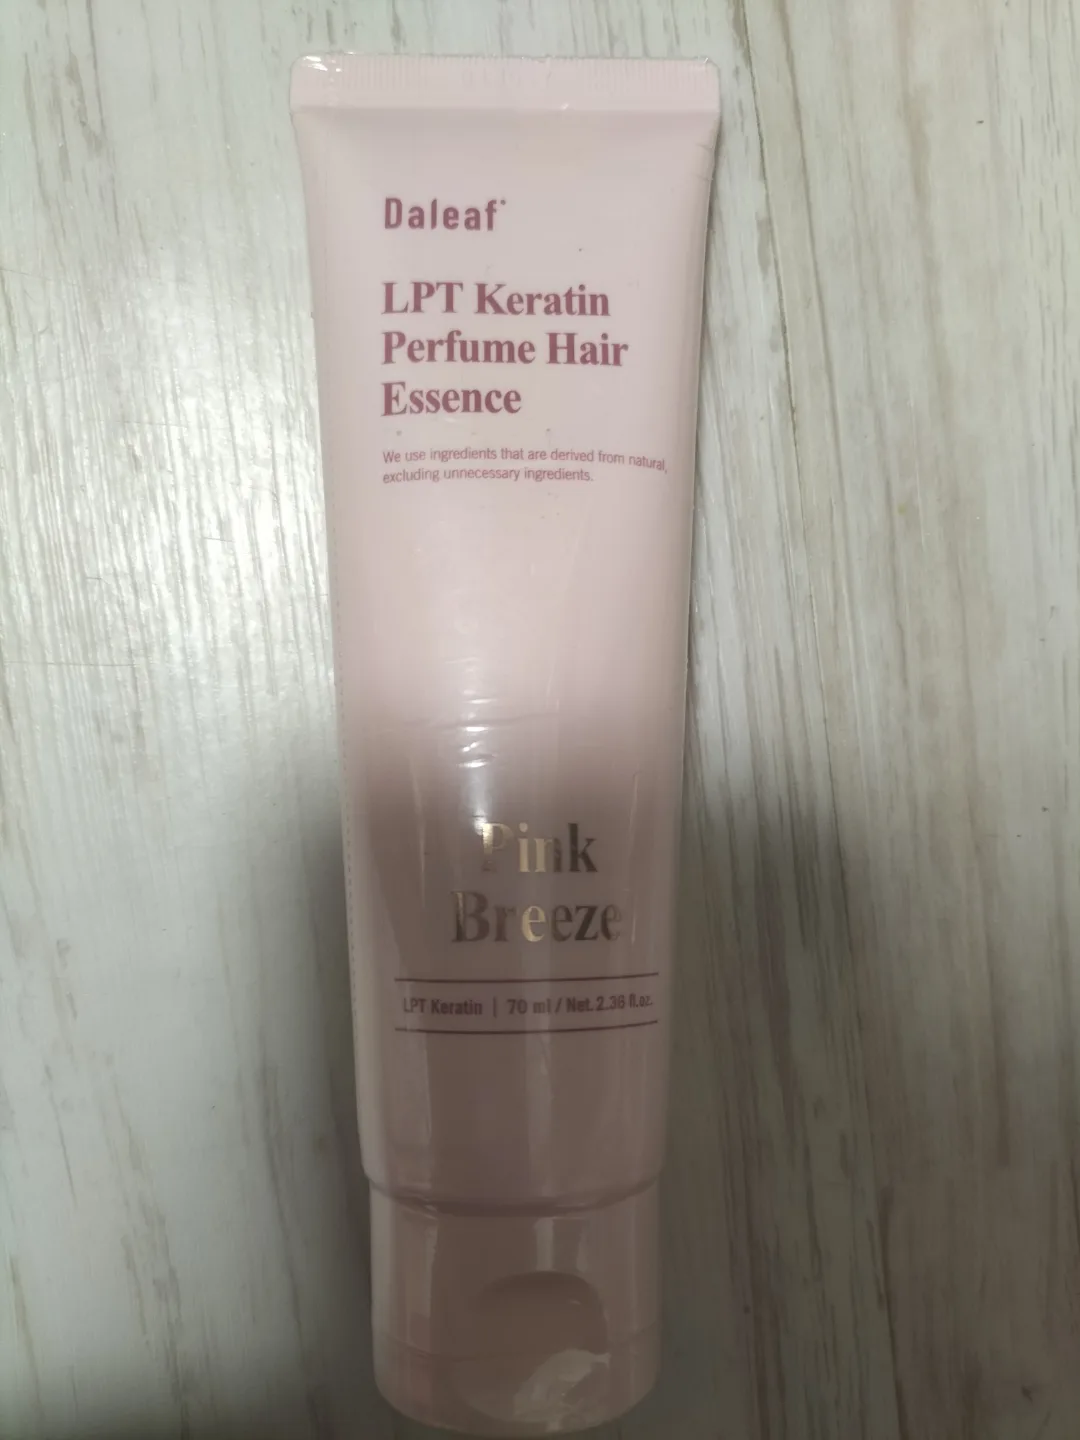 Daleaf
LPT Keratin
Perfume Hair
Essence
We use ingredients that are derived from natural,
excluding unnecessary ingredients.
Pink
Breeze
LPT Keratin | 70 ml / Net. 2.36 fl.oz.